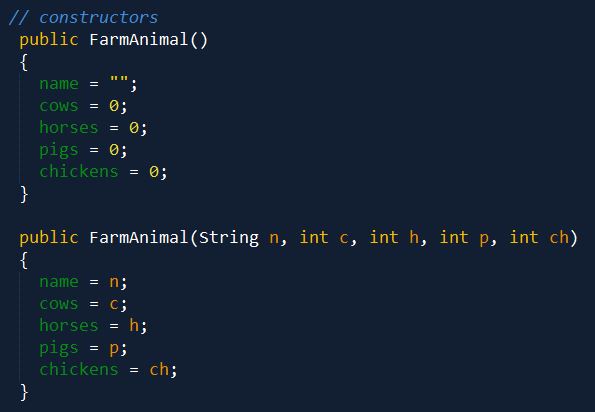 // constructors
public FarmAnimal()
{
name = "";
cows = 0;
horses = 0;
pigs = 0;
chickens = 0;
}
public FarmAnimal(String n, int c, int h, int p, int ch)
{
name = n;
cows = c;
horses = h;
pigs = p;
chickens = ch;
}